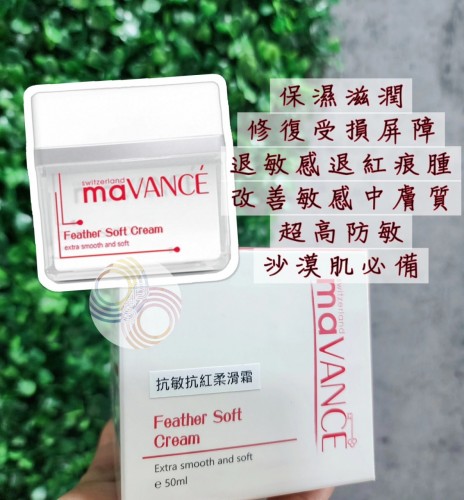 保濕滋潤
修復受損屏障
退敏感退紅痕腫
改善敏感中膚質
超高防敏
沙漠肌必備
switzerland
maVANCÉ
Feather Soft Cream
extra smooth and soft
switzerland
maVANCÉ
抗敏抗紅柔滑霜
Feather Soft
Cream
Extra smooth and soft
e 50ml